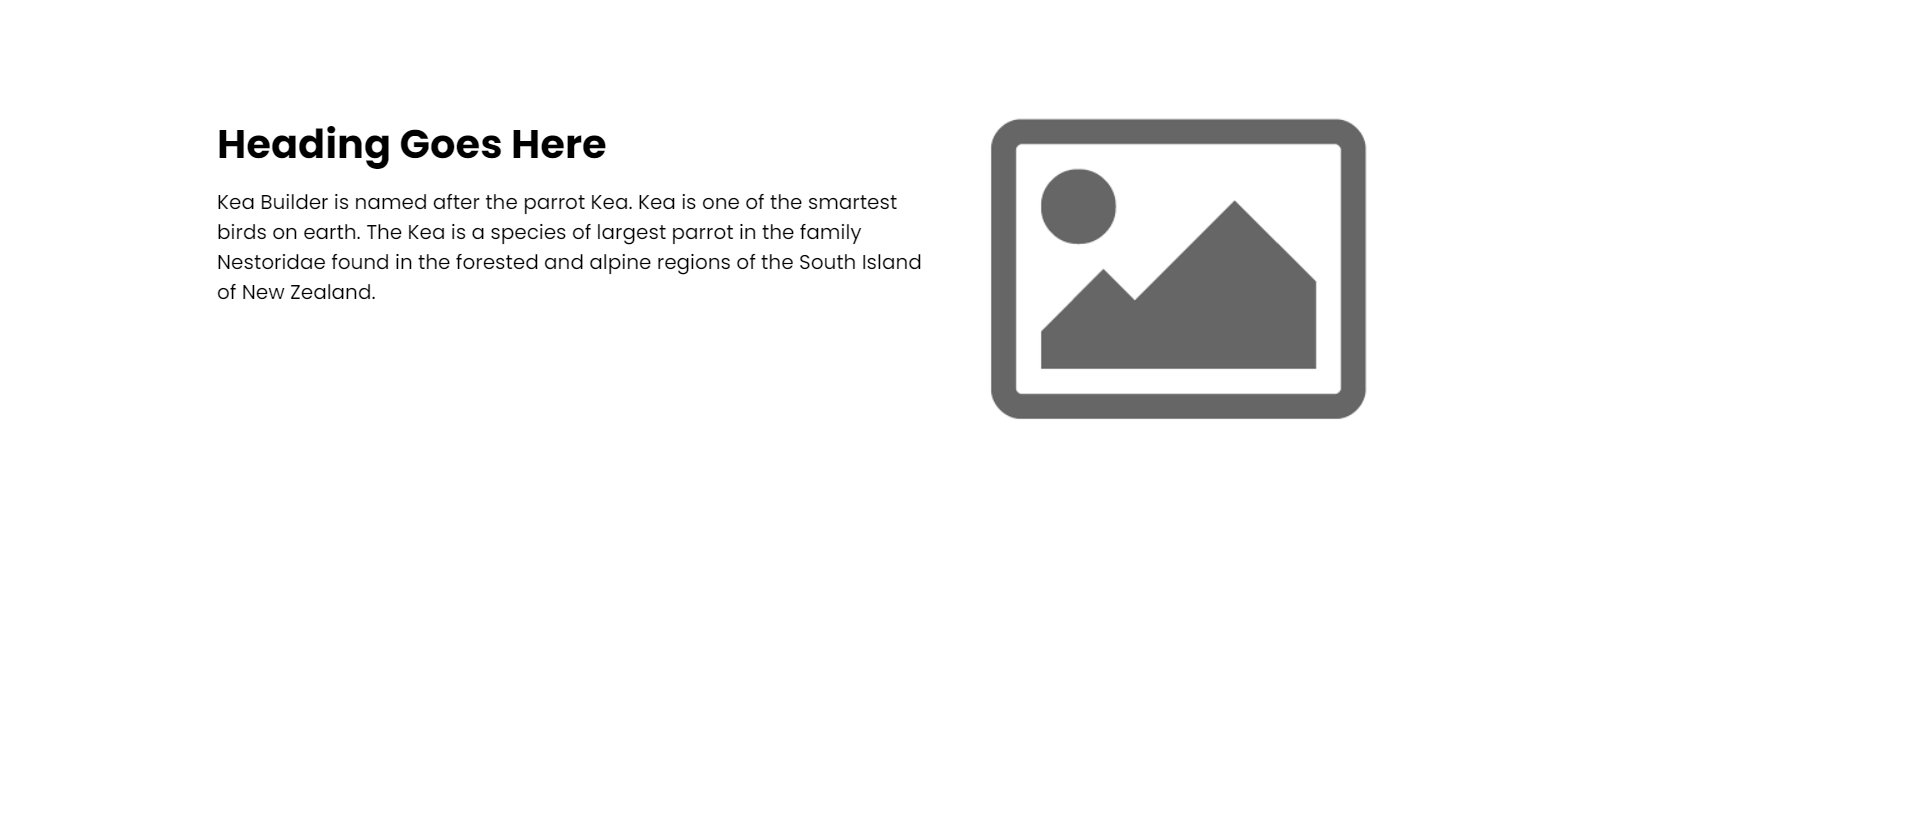 Heading Goes Here
Kea Builder is named after the parrot Kea. Kea is one of the smartest
birds on earth. The Kea is a species of largest parrot in the family
Nestoridae found in the forested and alpine regions of the South Island
of New Zealand.